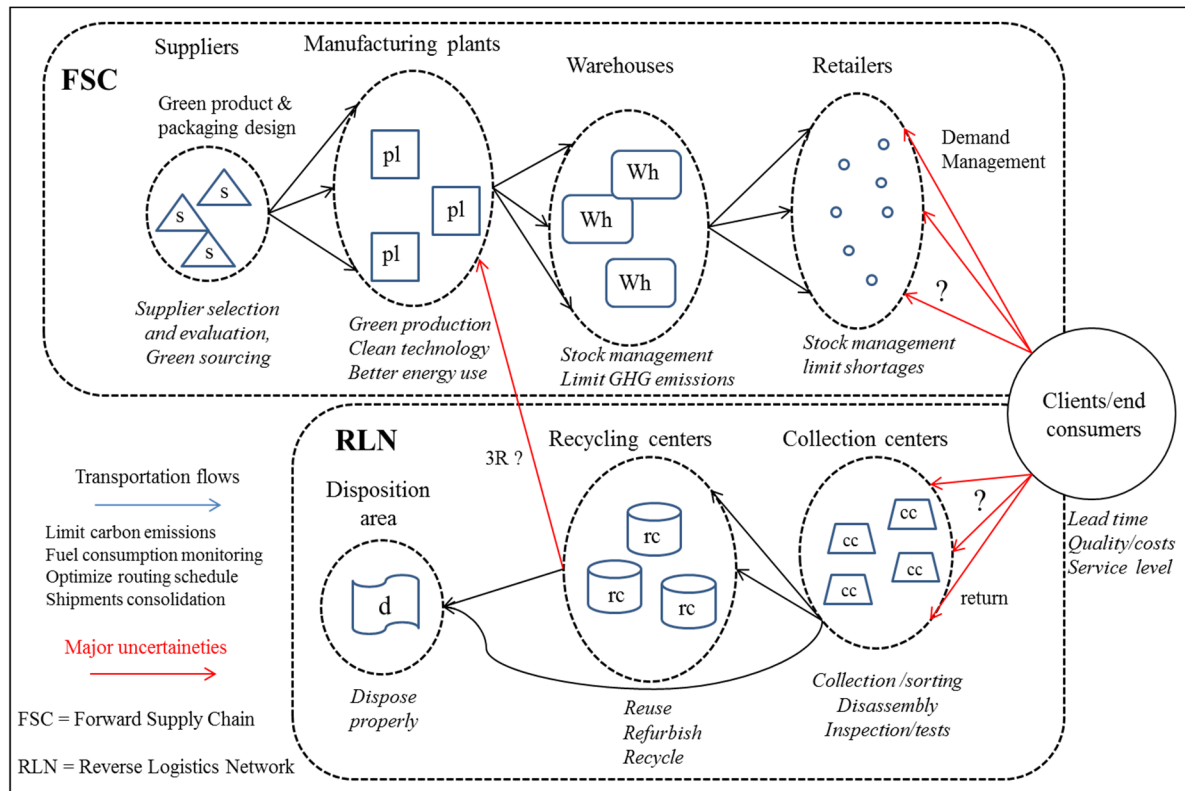 Suppliers
Manufacturing plants
Warehouses
Retailers
FSC
Green product &
packaging design
Demand
Management
s
s
s
pl
pl
pl
Wh
Wh
Wh
?
Supplier selection
and evaluation,
Green sourcing
Green production
Clean technology
Better energy use
Stock management
Limit GHG emissions
Stock management
limit shortages
Clients/end
consumers
RLN
Recycling centers
Collection centers
3R ?
Disposition
area
?
d
rc
rc
rc
cc
cc
cc
cc
return
Lead time
Quality/costs
Service level
Dispose
properly
Reuse
Refurbish
Recycle
Collection /sorting
Disassembly
Inspection/tests
Transportation flows
Limit carbon emissions
Fuel consumption monitoring
Optimize routing schedule
Shipments consolidation
Major uncertaineties
FSC = Forward Supply Chain
RLN = Reverse Logistics Network